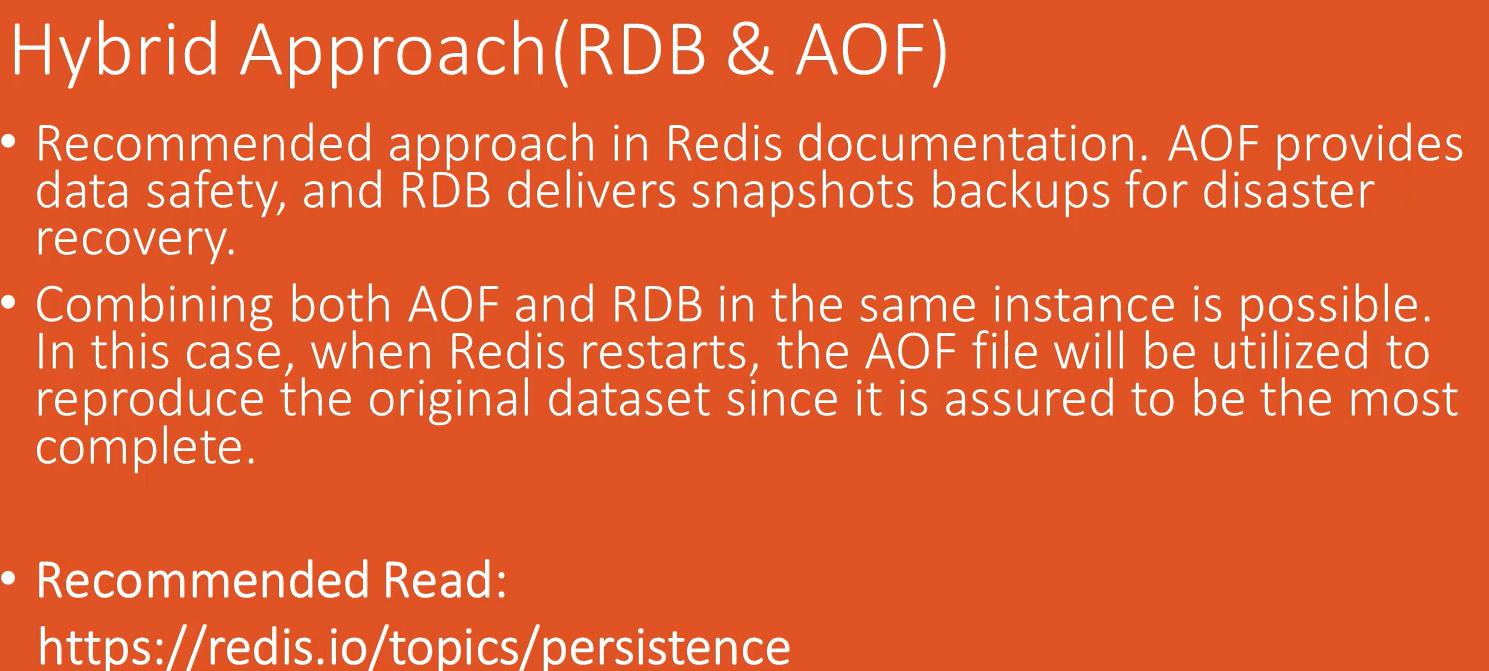 Hybrid Approach(RDB & AOF)
• Recommended approach in Redis documentation. AOF provides
data safety, and RDB delivers snapshots backups for disaster
recovery.
• Combining both AOF and RDB in the same instance is possible.
In this case, when Redis restarts, the AOF file will be utilized to
reproduce the original dataset since it is assured to be the most
complete.
• Recommended Read:
https://redis.io/topics/persistence